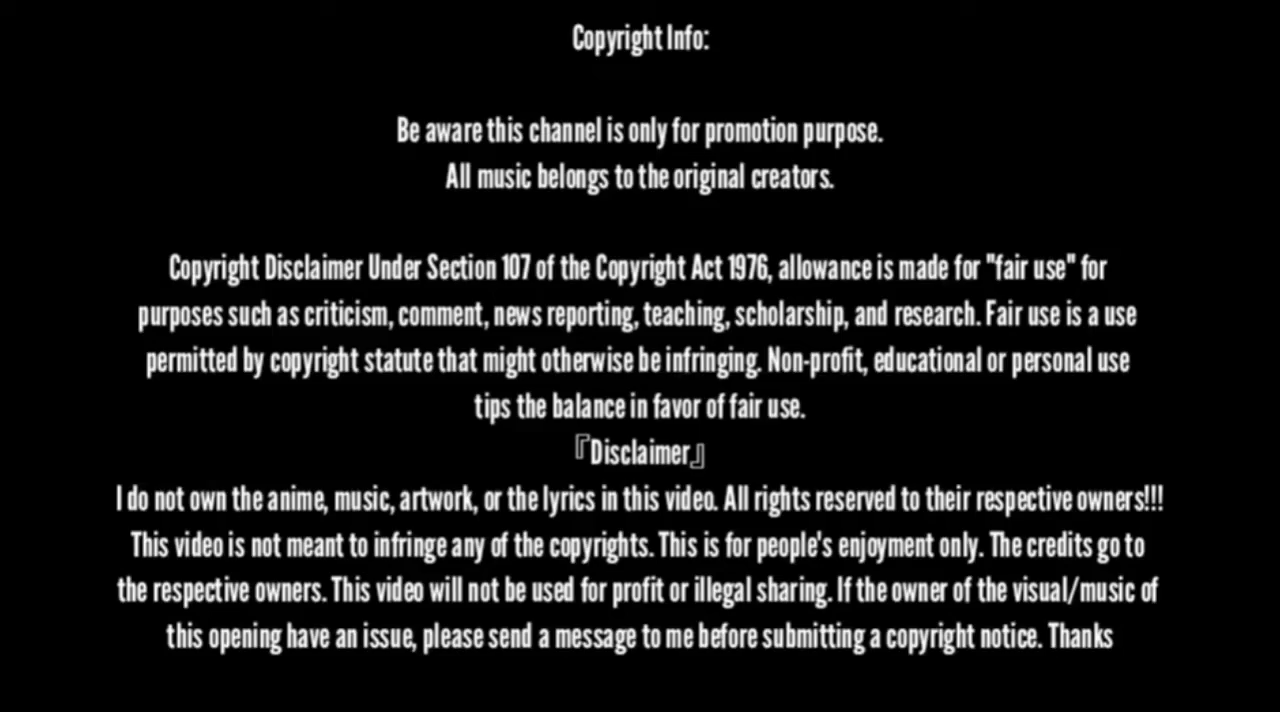 Copyright Info:
Be aware this channel is only for promotion purpose.
All music belongs to the original creators.
Copyright Disclaimer Under Section 107 of the Copyright Act 1976, allowance is made for "fair use" for
purposes such as criticism, comment, news reporting, teaching, scholarship, and research. Fair use is a use
permitted by copyright statute that might otherwise be infringing. Non-profit, educational or personal use
tips the balance in favor of fair use.
『Disclaimer』
I do not own the anime, music, artwork, or the lyrics in this video. All rights reserved to their respective owners!!!
This video is not meant to infringe any of the copyrights. This is for people's enjoyment only. The credits go to
the respective owners. This video will not be used for profit or illegal sharing. If the owner of the visual/music of
this opening have an issue, please send a message to me before submitting a copyright notice. Thanks